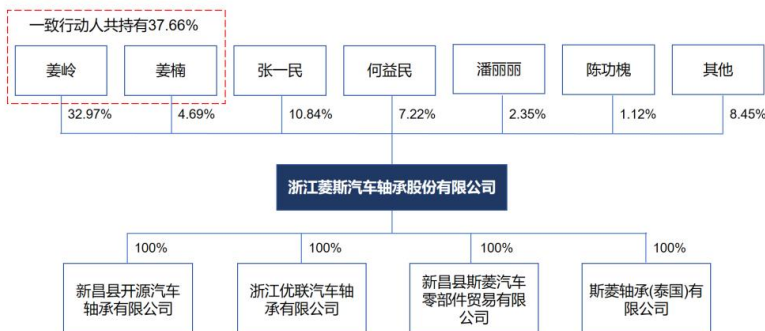 一致行动人共持有37.66%
姜岭
姜楠
张一民
何益民
潘丽丽
陈功槐
其他
32.97%
4.69%
10.84%
7.22%
2.35%
1.12%
8.45%
浙江菱斯汽车轴承股份有限公司
100%
100%
100%
100%
新昌县开源汽车
轴承有限公司
浙江优联汽车轴
承有限公司
新昌县斯菱汽车
零部件贸易有限
公司
斯菱轴承(泰国)有
限公司